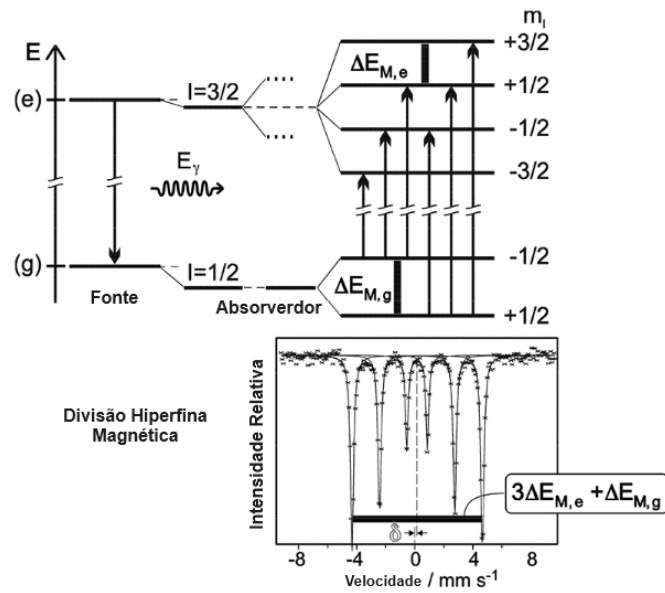 E
m_I
+3/2
ΔE_M,e
(e)
I=3/2
+1/2
-1/2
E_γ
-3/2
(g)
I=1/2
-1/2
Fonte
Absorverdor
ΔE_M,g
+1/2
Divisão Hiperfina
Magnética
Intensidade Relativa
3ΔE_M,e + ΔE_M,g
δ
-8 -4 0 4 8
Velocidade / mm s⁻¹